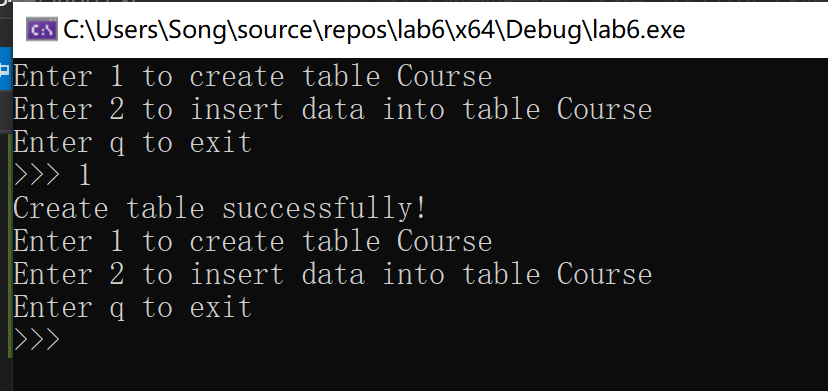 C:\Users\Song\source\repos\lab6\x64\Debug\lab6.exe
Enter 1 to create table Course
Enter 2 to insert data into table Course
Enter q to exit
>>> 1
Create table successfully!
Enter 1 to create table Course
Enter 2 to insert data into table Course
Enter q to exit
>>>